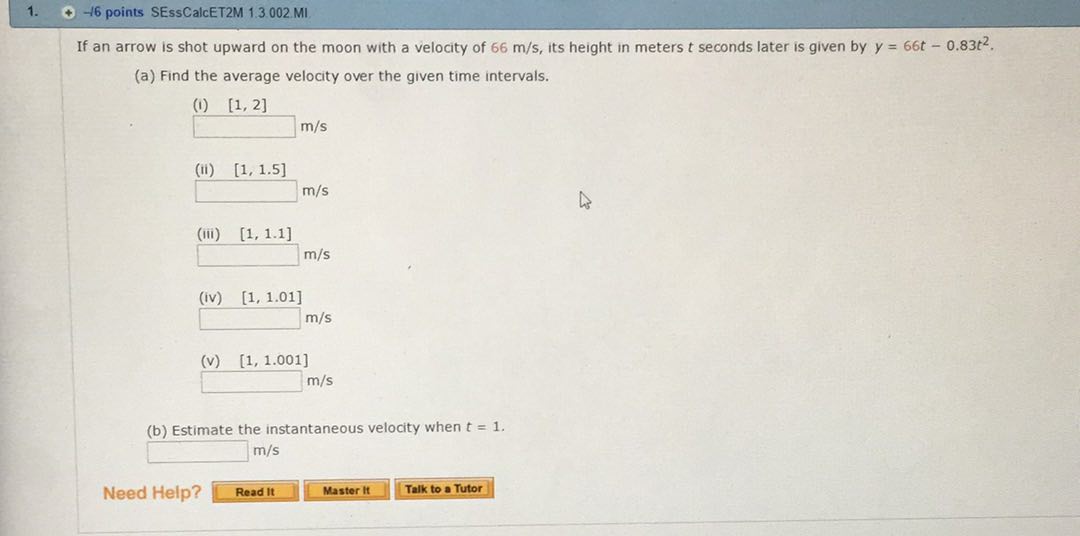 1. -/6 points SEssCalcET2M 1.3.002.MI.
If an arrow is shot upward on the moon with a velocity of 66 m/s, its height in meters t seconds later is given by y = 66t − 0.83t².
(a) Find the average velocity over the given time intervals.
(i) [1, 2]
m/s
(ii) [1, 1.5]
m/s
(iii) [1, 1.1]
m/s
(iv) [1, 1.01]
m/s
(v) [1, 1.001]
m/s
(b) Estimate the instantaneous velocity when t = 1.
m/s
Need Help? Read It Master It Talk to a Tutor